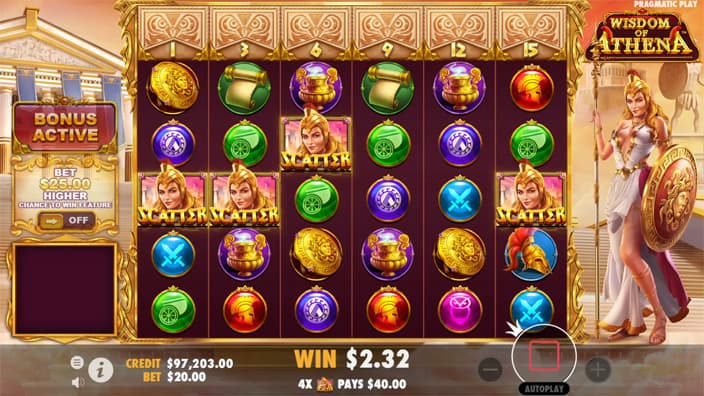 PRAGMATIC PLAY
WISDOM
OF
ATHENA
1 3 6 9 12 15
BONUS
ACTIVE
BET
$25.00
HIGHER
CHANCE TO WIN FEATURE
OFF
SCATTER
SCATTER SCATTER SCATTER
CREDIT $97,203.00
BET $20.00
WIN $2.32
4X PAYS $40.00
AUTOPLAY